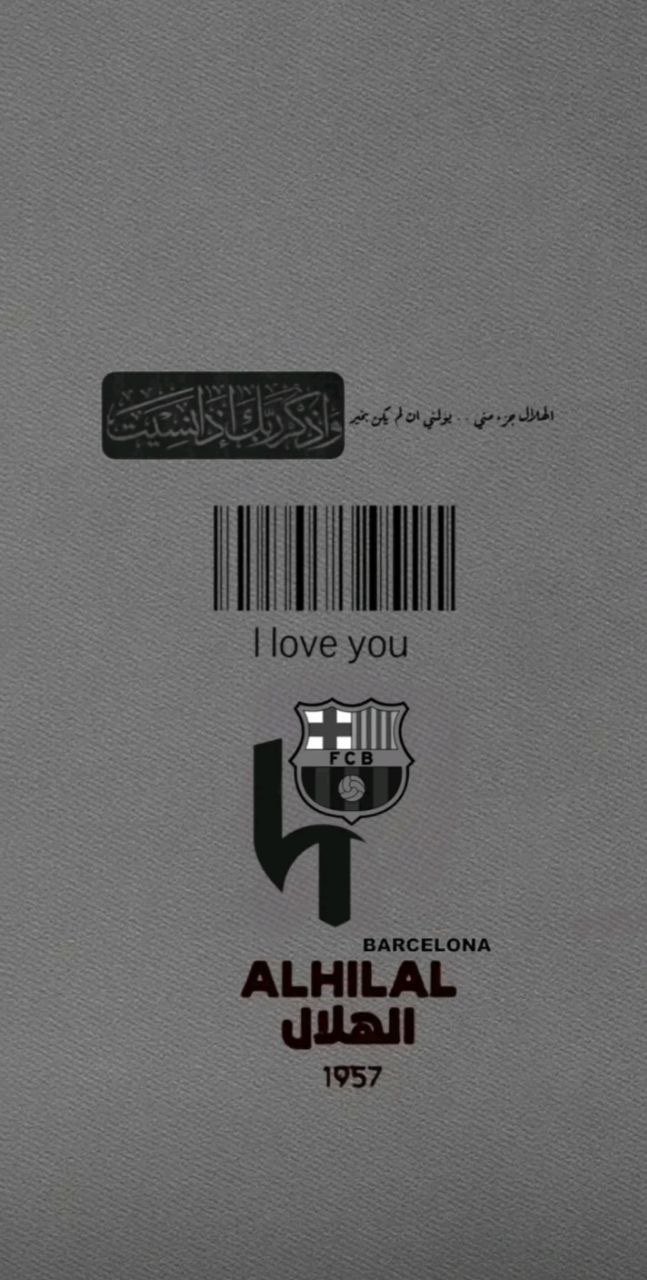 الهلال جزء مني .. يؤلمني ان لم يكن بخير
وَاذْكُر رَّبَّكَ إِذَا نَسِيتَ
I love you
FCB
BARCELONA
ALHILAL
الهلال
1957